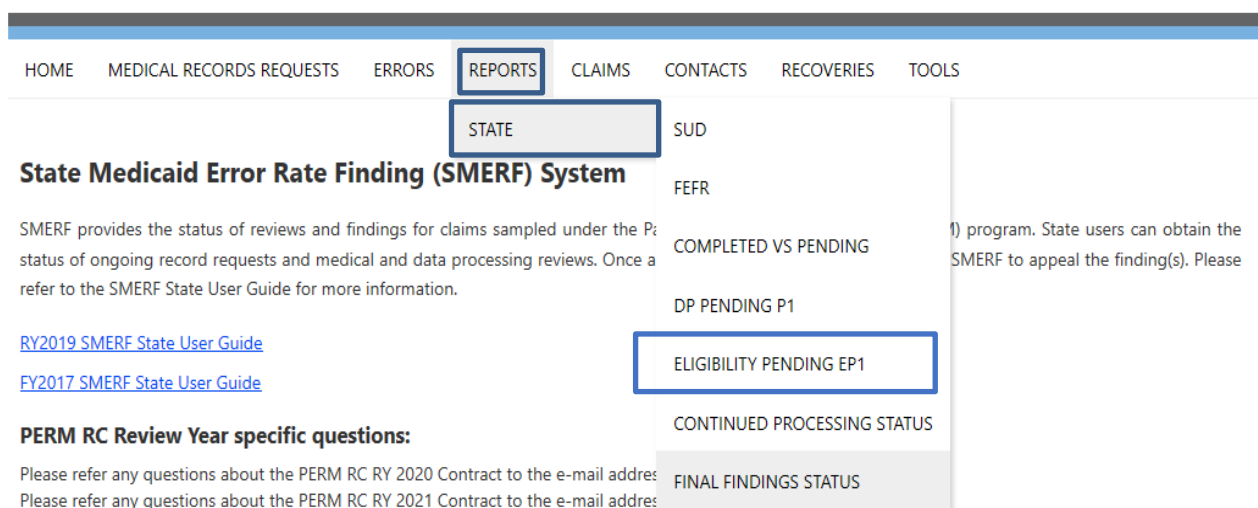 HOME MEDICAL RECORDS REQUESTS ERRORS REPORTS CLAIMS CONTACTS RECOVERIES TOOLS
STATE
SUD
FEFR
COMPLETED VS PENDING
DP PENDING P1
ELIGIBILITY PENDING EP1
CONTINUED PROCESSING STATUS
FINAL FINDINGS STATUS
State Medicaid Error Rate Finding (SMERF) System
SMERF provides the status of reviews and findings for claims sampled under the Pa ) program. State users can obtain the
status of ongoing record requests and medical and data processing reviews. Once a SMERF to appeal the finding(s). Please
refer to the SMERF State User Guide for more information.
RY2019 SMERF State User Guide
FY2017 SMERF State User Guide
PERM RC Review Year specific questions:
Please refer any questions about the PERM RC RY 2020 Contract to the e-mail addres
Please refer any questions about the PERM RC RY 2021 Contract to the e-mail addres